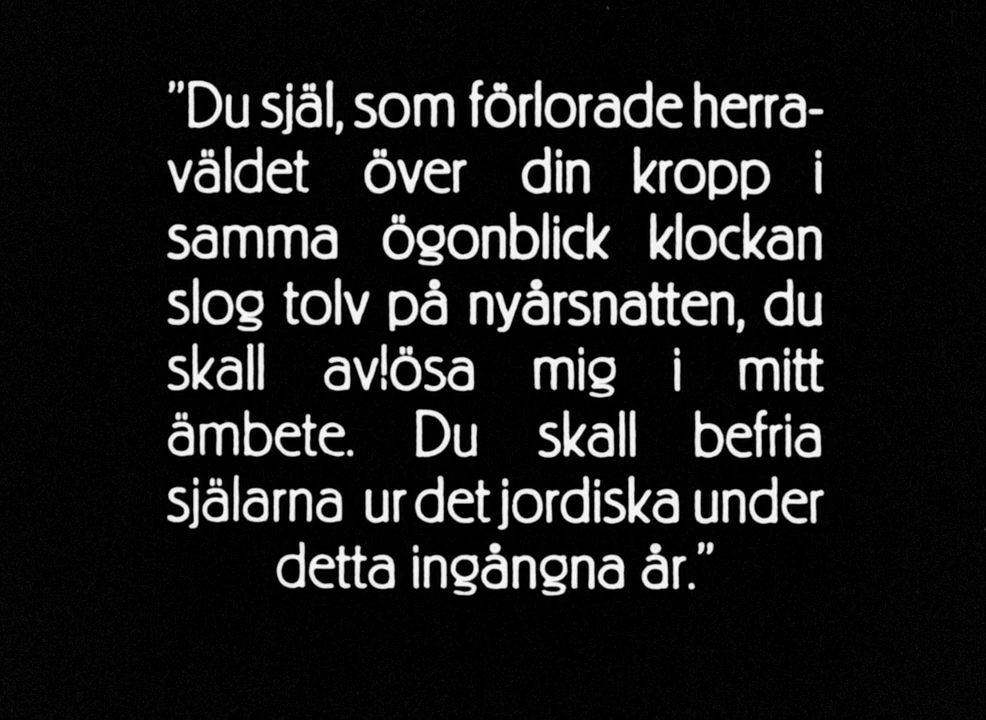 ”Du själ, som förlorade herra-
väldet över din kropp i
samma ögonblick klockan
slog tolv på nyårsnatten, du
skall avlösa mig i mitt
ämbete. Du skall befria
själarna ur det jordiska under
detta ingångna år.”